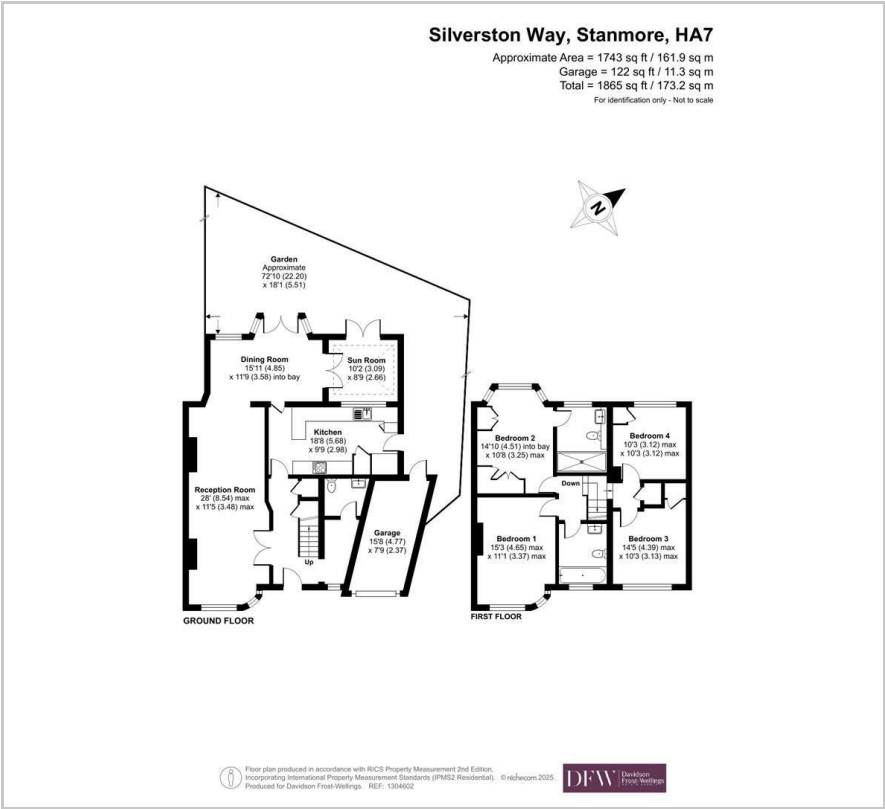 Silverston Way, Stanmore, HA7
Approximate Area = 1743 sq ft / 161.9 sq m
Garage = 122 sq ft / 11.3 sq m
Total = 1865 sq ft / 173.2 sq m
For identification only - Not to scale
N
Garden
Approximate
72'10 (22.20)
x 18'1 (5.51)
Dining Room
15'11 (4.85)
x 11'9 (3.58) into bay
Sun Room
10'2 (3.09)
x 8'9 (2.66)
Kitchen
18'8 (5.68)
x 9'9 (2.98)
Reception Room
28' (8.54) max
x 11'5 (3.48) max
Garage
15'8 (4.77)
x 7'9 (2.37)
Up
GROUND FLOOR
Bedroom 2
14'10 (4.51) into bay
x 10'8 (3.25) max
Bedroom 4
10'3 (3.12) max
x 10'3 (3.12) max
Down
Bedroom 1
15'3 (4.65) max
x 11'1 (3.37) max
Bedroom 3
14'5 (4.39) max
x 10'3 (3.13) max
FIRST FLOOR
Floor plan produced in accordance with RICS Property Measurement 2nd Edition,
Incorporating International Property Measurement Standards (IPMS2 Residential). © nichecom 2025.
Produced for Davidson Frost-Wellings. REF: 1304602
DFW
Davidson
Frost-Wellings